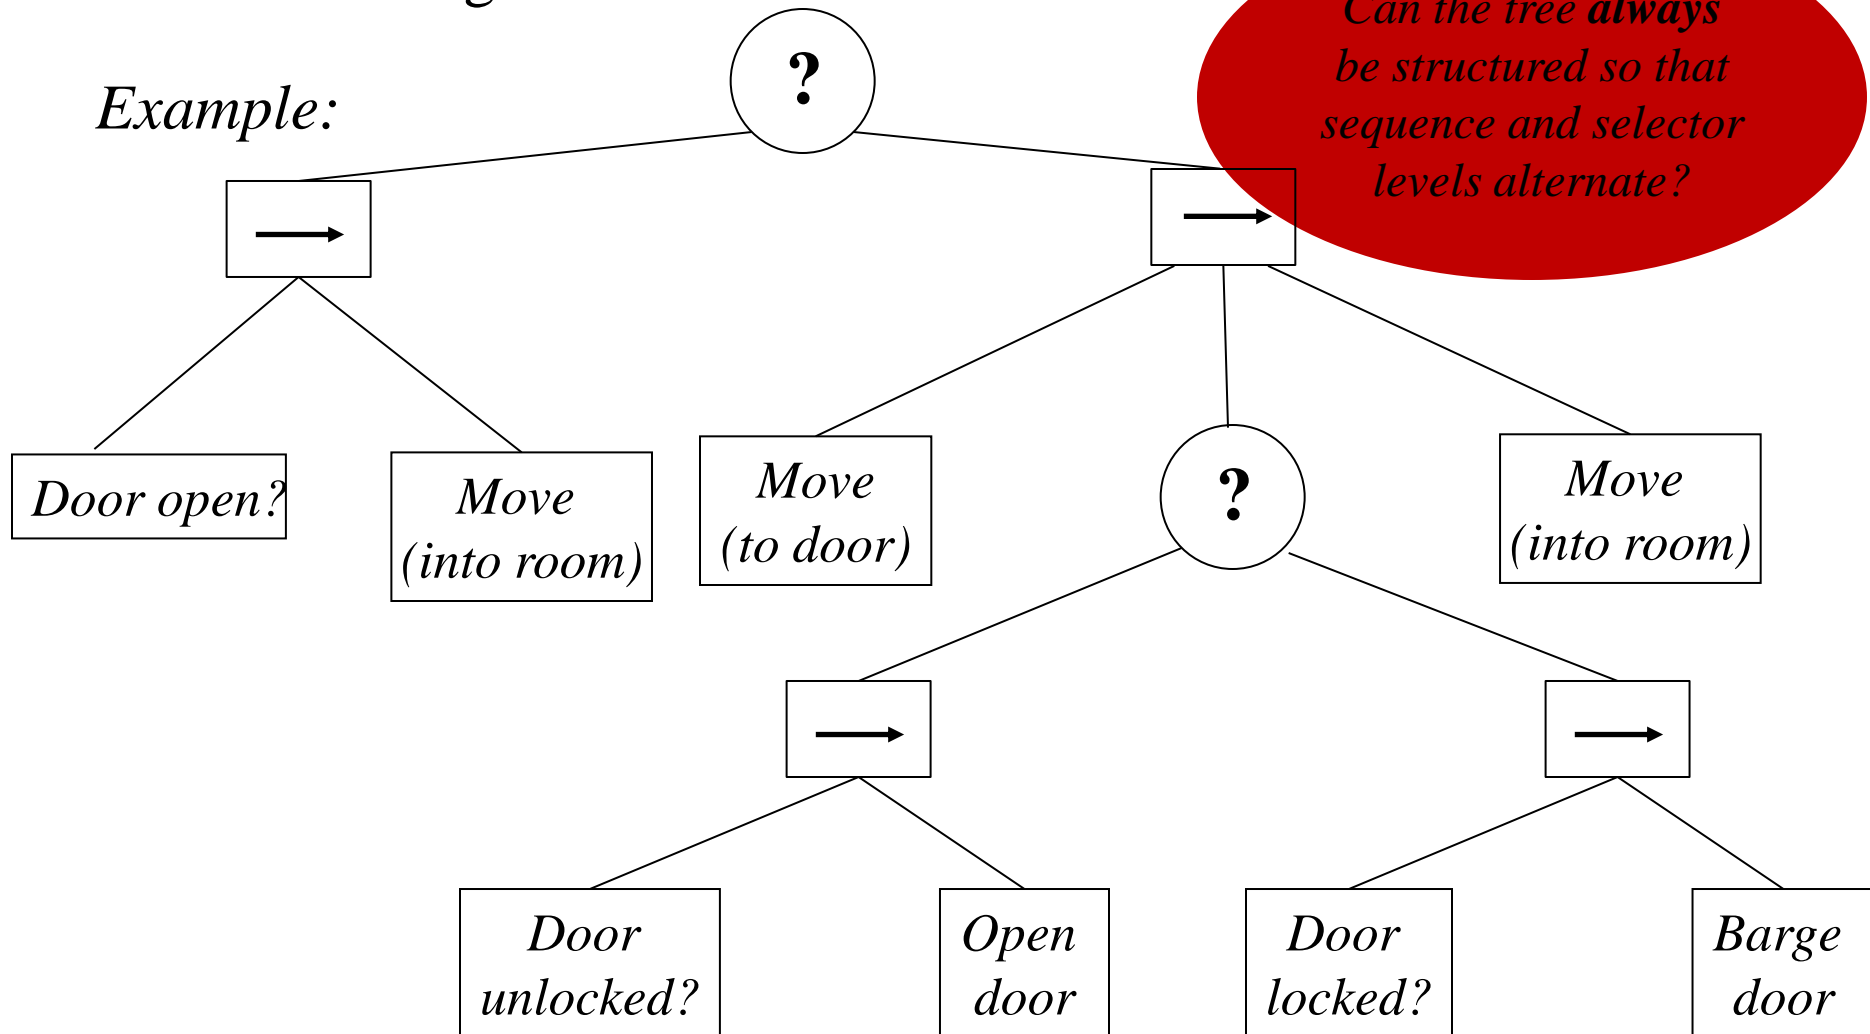 Can the tree always
be structured so that
sequence and selector
levels alternate?
?
Example:
Door open?
Move
(into room)
Move
(to door)
?
Move
(into room)
Door
unlocked?
Open
door
Door
locked?
Barge
door